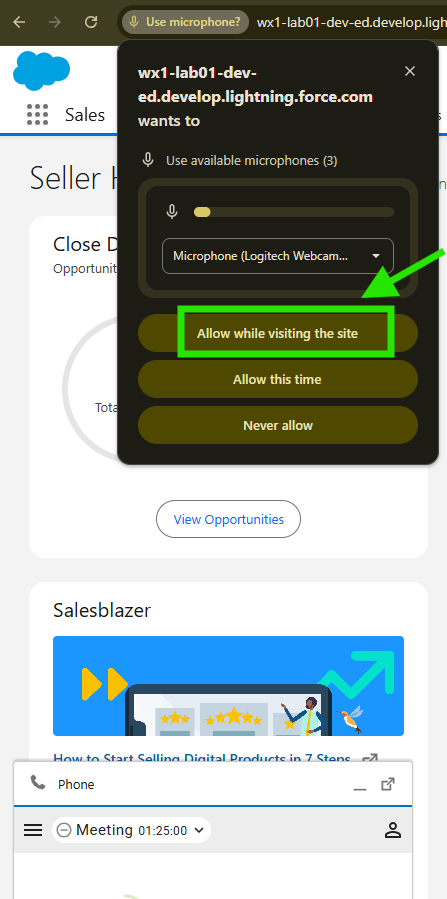 Use microphone?
wx1-lab01-dev-ed.develop.ligh
wx1-lab01-dev-
ed.develop.lightning.force.com
wants to
Use available microphones (3)
Microphone (Logitech Webcam...
Allow while visiting the site
Allow this time
Never allow
Sales
Seller H
Close D
Opportunit
Tota
View Opportunities
Salesblazer
How to Start Selling Digital Products in 7 Steps
Phone
Meeting 01:25:00